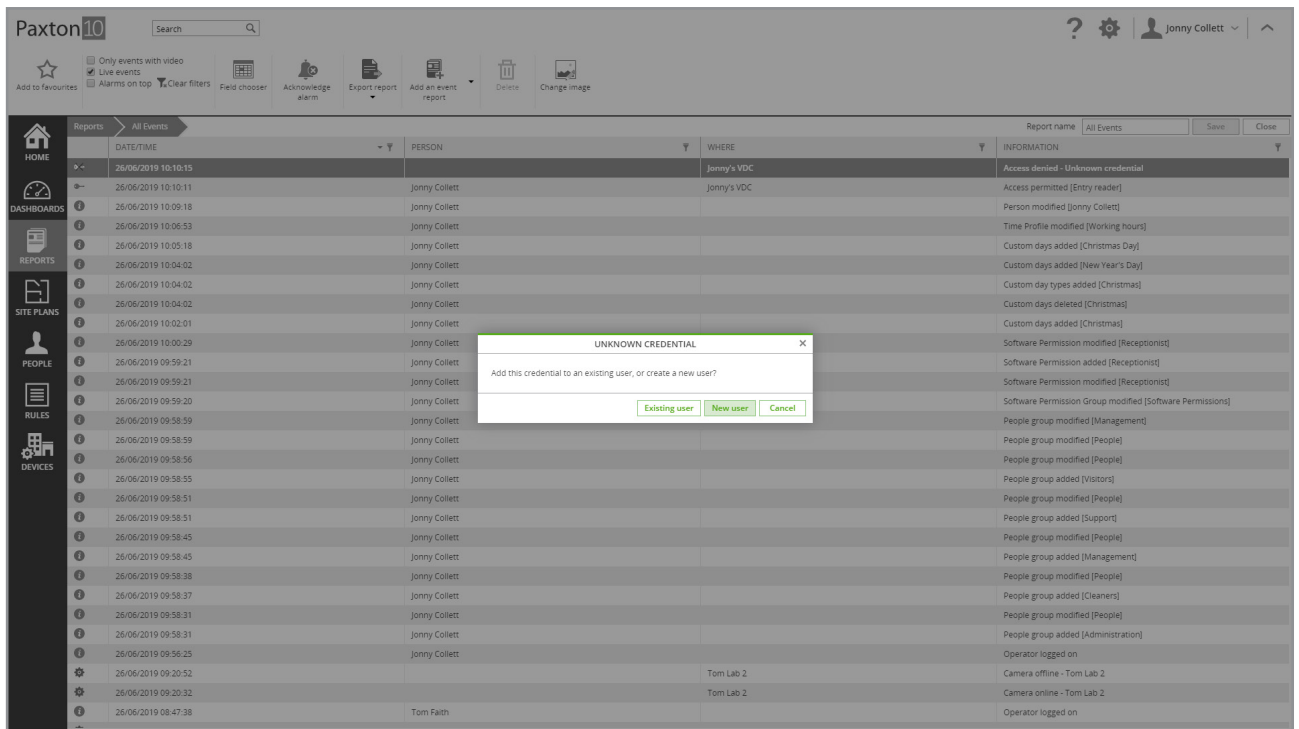 Paxton10 Search Jonny Collett
Only events with video
Live events
Alarms on top Clear filters
Add to favourites Field chooser Acknowledge alarm Export report Add an event report Delete Change image
Reports All Events Report name All Events Save Close
DATE/TIME PERSON WHERE INFORMATION
26/06/2019 10:10:15 Jonny's VDC Access denied - Unknown credential
26/06/2019 10:10:11 Jonny Collett Jonny's VDC Access permitted [Entry reader]
26/06/2019 10:09:18 Jonny Collett Person modified [Jonny Collett]
26/06/2019 10:06:53 Jonny Collett Time Profile modified [Working hours]
26/06/2019 10:05:18 Jonny Collett Custom days added [Christmas Day]
26/06/2019 10:04:02 Jonny Collett Custom days added [New Year's Day]
26/06/2019 10:04:02 Jonny Collett Custom day types added [Christmas]
26/06/2019 10:04:02 Jonny Collett Custom days deleted [Christmas]
26/06/2019 10:02:01 Jonny Collett Custom days added [Christmas]
26/06/2019 10:00:29 Jonny Collett Software Permission modified [Receptionist]
26/06/2019 09:59:21 Jonny Collett Software Permission added [Receptionist]
26/06/2019 09:59:21 Jonny Collett Software Permission modified [Receptionist]
26/06/2019 09:59:20 Jonny Collett Software Permission Group modified [Software Permissions]
26/06/2019 09:58:59 Jonny Collett People group modified [Management]
26/06/2019 09:58:59 Jonny Collett People group modified [People]
26/06/2019 09:58:56 Jonny Collett People group modified [People]
26/06/2019 09:58:55 Jonny Collett People group added [Visitors]
26/06/2019 09:58:51 Jonny Collett People group modified [People]
26/06/2019 09:58:51 Jonny Collett People group added [Support]
26/06/2019 09:58:45 Jonny Collett People group modified [People]
26/06/2019 09:58:45 Jonny Collett People group added [Management]
26/06/2019 09:58:38 Jonny Collett People group modified [People]
26/06/2019 09:58:37 Jonny Collett People group added [Cleaners]
26/06/2019 09:58:31 Jonny Collett People group modified [People]
26/06/2019 09:58:31 Jonny Collett People group added [Administration]
26/06/2019 09:56:25 Jonny Collett Operator logged on
26/06/2019 09:20:52 Tom Lab 2 Camera offline - Tom Lab 2
26/06/2019 09:20:32 Tom Lab 2 Camera online - Tom Lab 2
26/06/2019 08:47:38 Tom Faith Operator logged on
HOME
DASHBOARDS
REPORTS
SITE PLANS
PEOPLE
RULES
DEVICES
UNKNOWN CREDENTIAL
Add this credential to an existing user, or create a new user?
Existing user New user Cancel